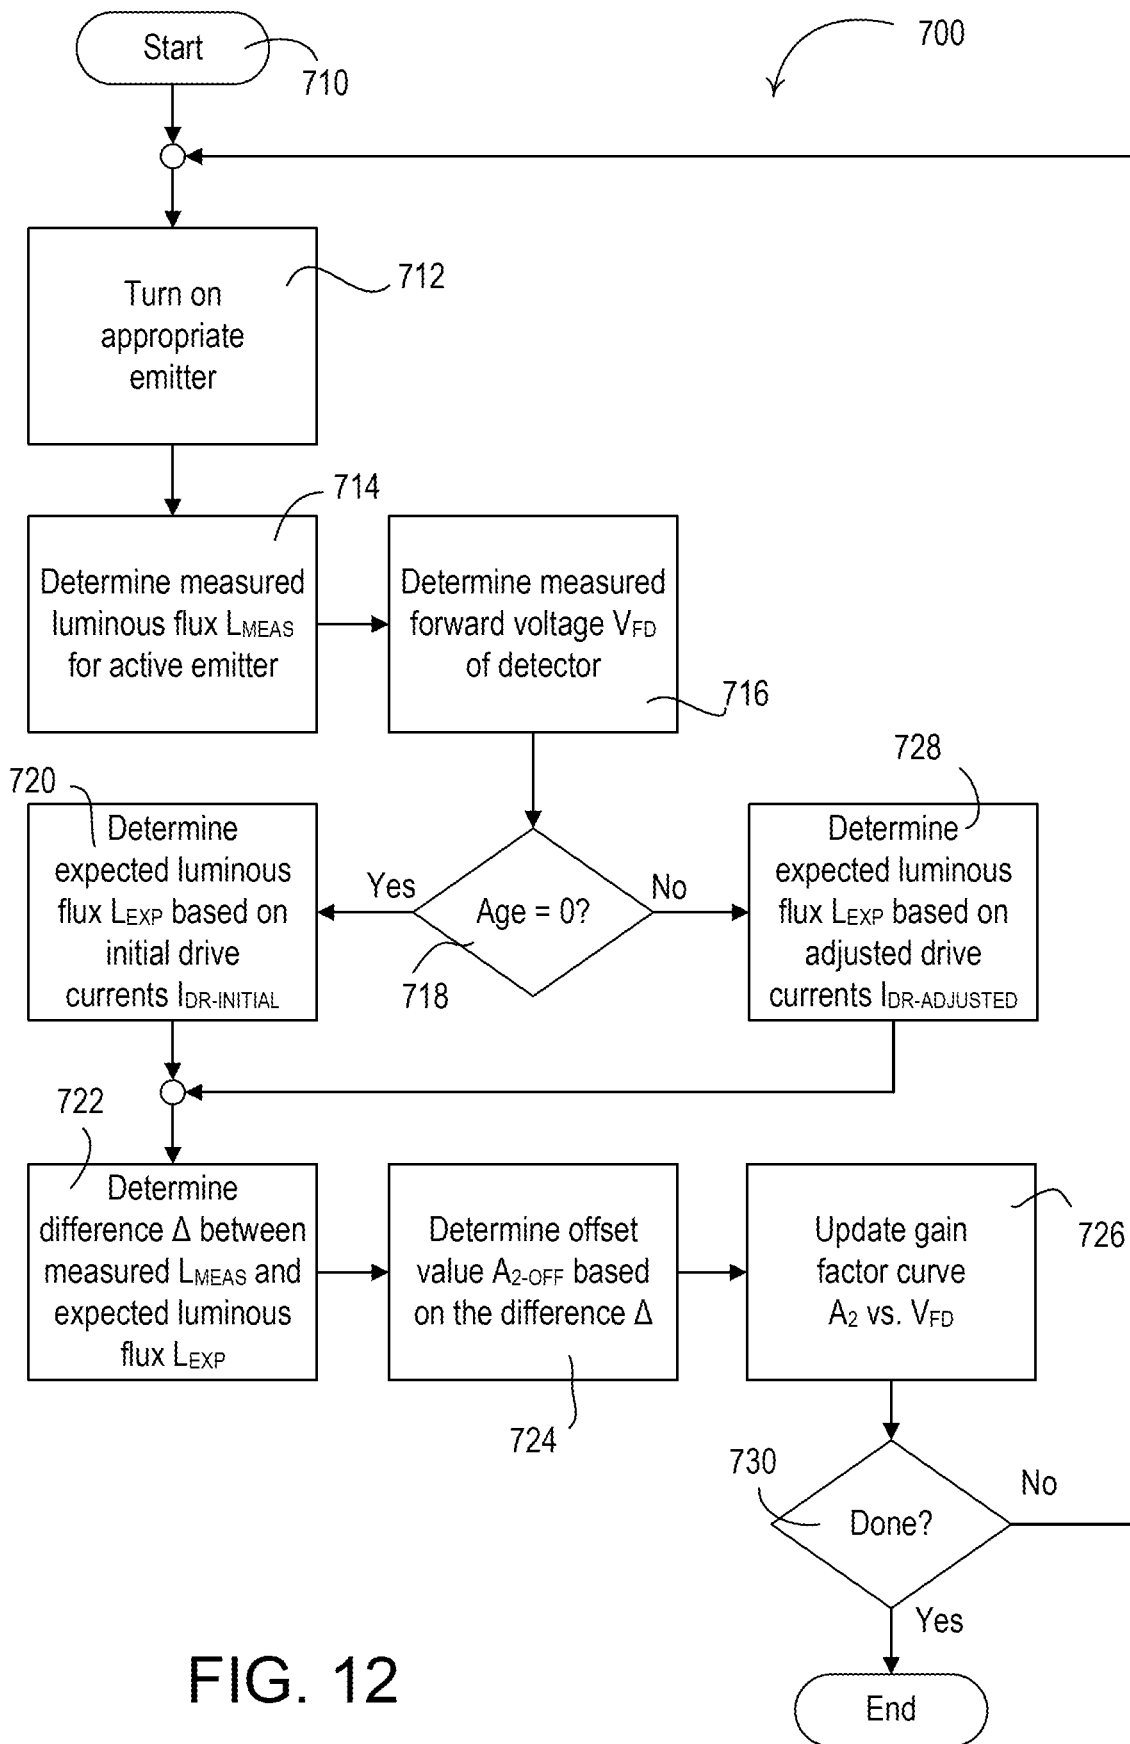 Start
710
700
Turn on
appropriate
emitter
712
714
Determine measured
luminous flux LMEAS
for active emitter
Determine measured
forward voltage VFD
of detector
716
720
Determine
expected luminous
flux LEXP based on
initial drive
currents IDR-INITIAL
Yes
Age = 0?
No
718
728
Determine
expected luminous
flux LEXP based on
adjusted drive
currents IDR-ADJUSTED
722
Determine
difference Δ between
measured LMEAS and
expected luminous
flux LEXP
Determine offset
value A2-OFF based
on the difference Δ
724
Update gain
factor curve
A2 vs. VFD
726
730
Done?
No
Yes
End
FIG. 12